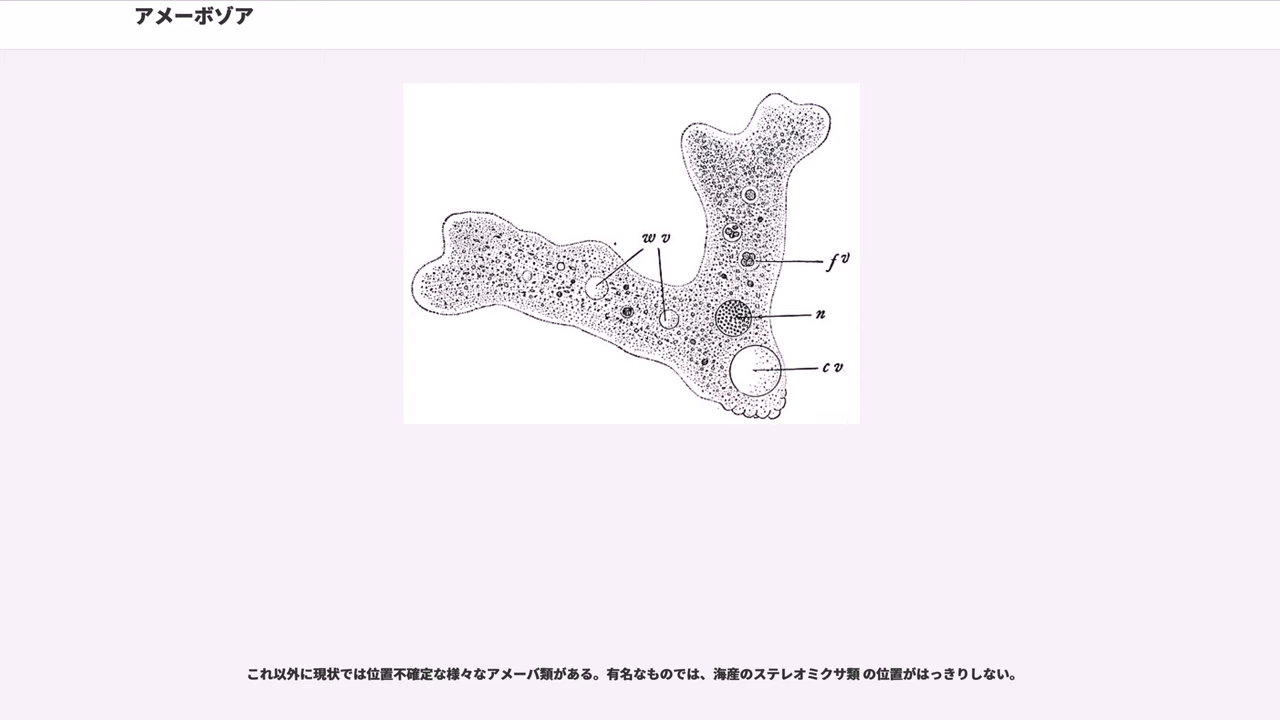 アメーボゾア
w v
f v
n
c v
これ以外に現状では位置不確定な様々なアメーバ類がある。有名なものでは、海産のステレオミクサ類 の位置がはっきりしない。